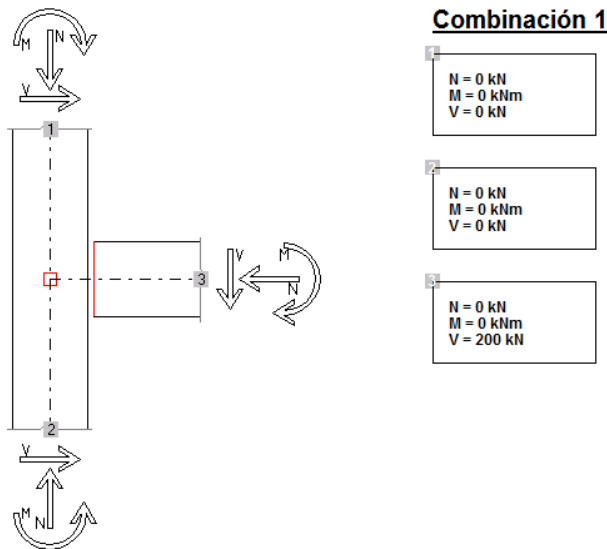 Combinación 1
M
N
V
1
1
N = 0 kN
M = 0 kNm
V = 0 kN
2
N = 0 kN
M = 0 kNm
V = 0 kN
V
M
3
N
3
N = 0 kN
M = 0 kNm
V = 200 kN
2
V
M
N